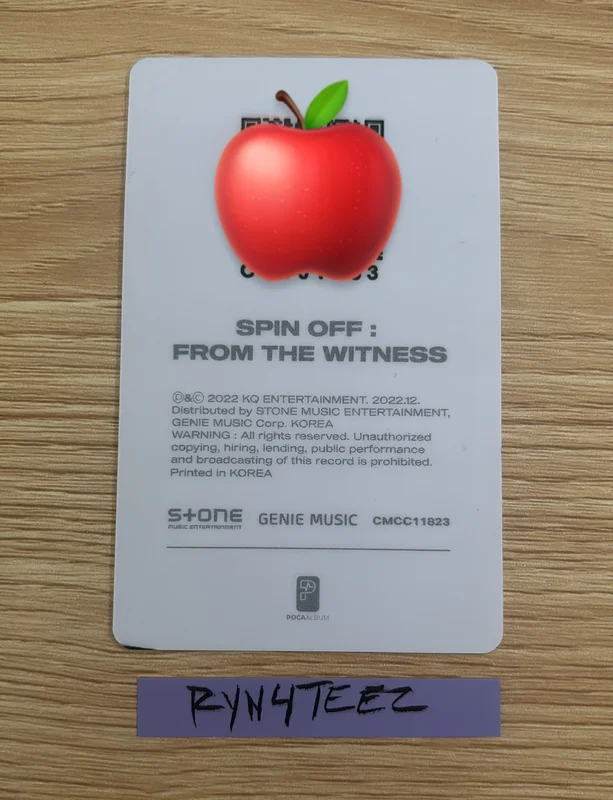 SPIN OFF :
FROM THE WITNESS
Ⓟ&Ⓒ 2022 KQ ENTERTAINMENT. 2022.12.
Distributed by STONE MUSIC ENTERTAINMENT,
GENIE MUSIC Corp. KOREA
WARNING : All rights reserved. Unauthorized
copying, hiring, lending, public performance
and broadcasting of this record is prohibited.
Printed in KOREA
STONE MUSIC ENTERTAINMENT GENIE MUSIC CMCC11823
POCAALBUM
RYN4TEEZ